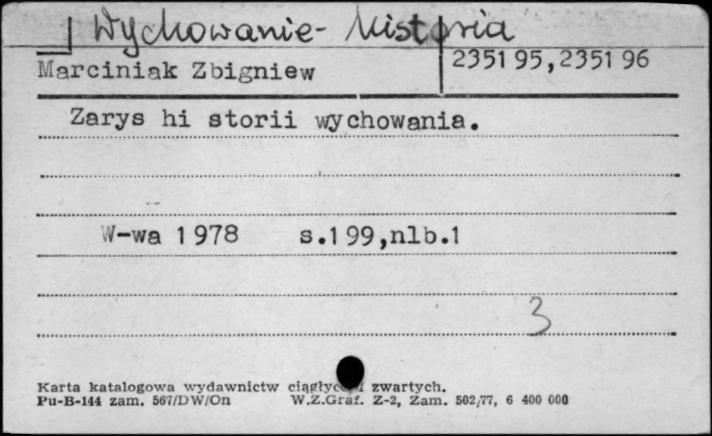 Wychowanie - historia
Marciniak Zbigniew 235195, 235196
Zarys hi storii wychowania.
W-wa 1978 s.199,nlb.1
3
Karta katalogowa wydawnictw zwartych.
Pu-B-144 zam. 567/DW/On W.Z.Graf. Z-2, Zam. 502/77, 6 400 000